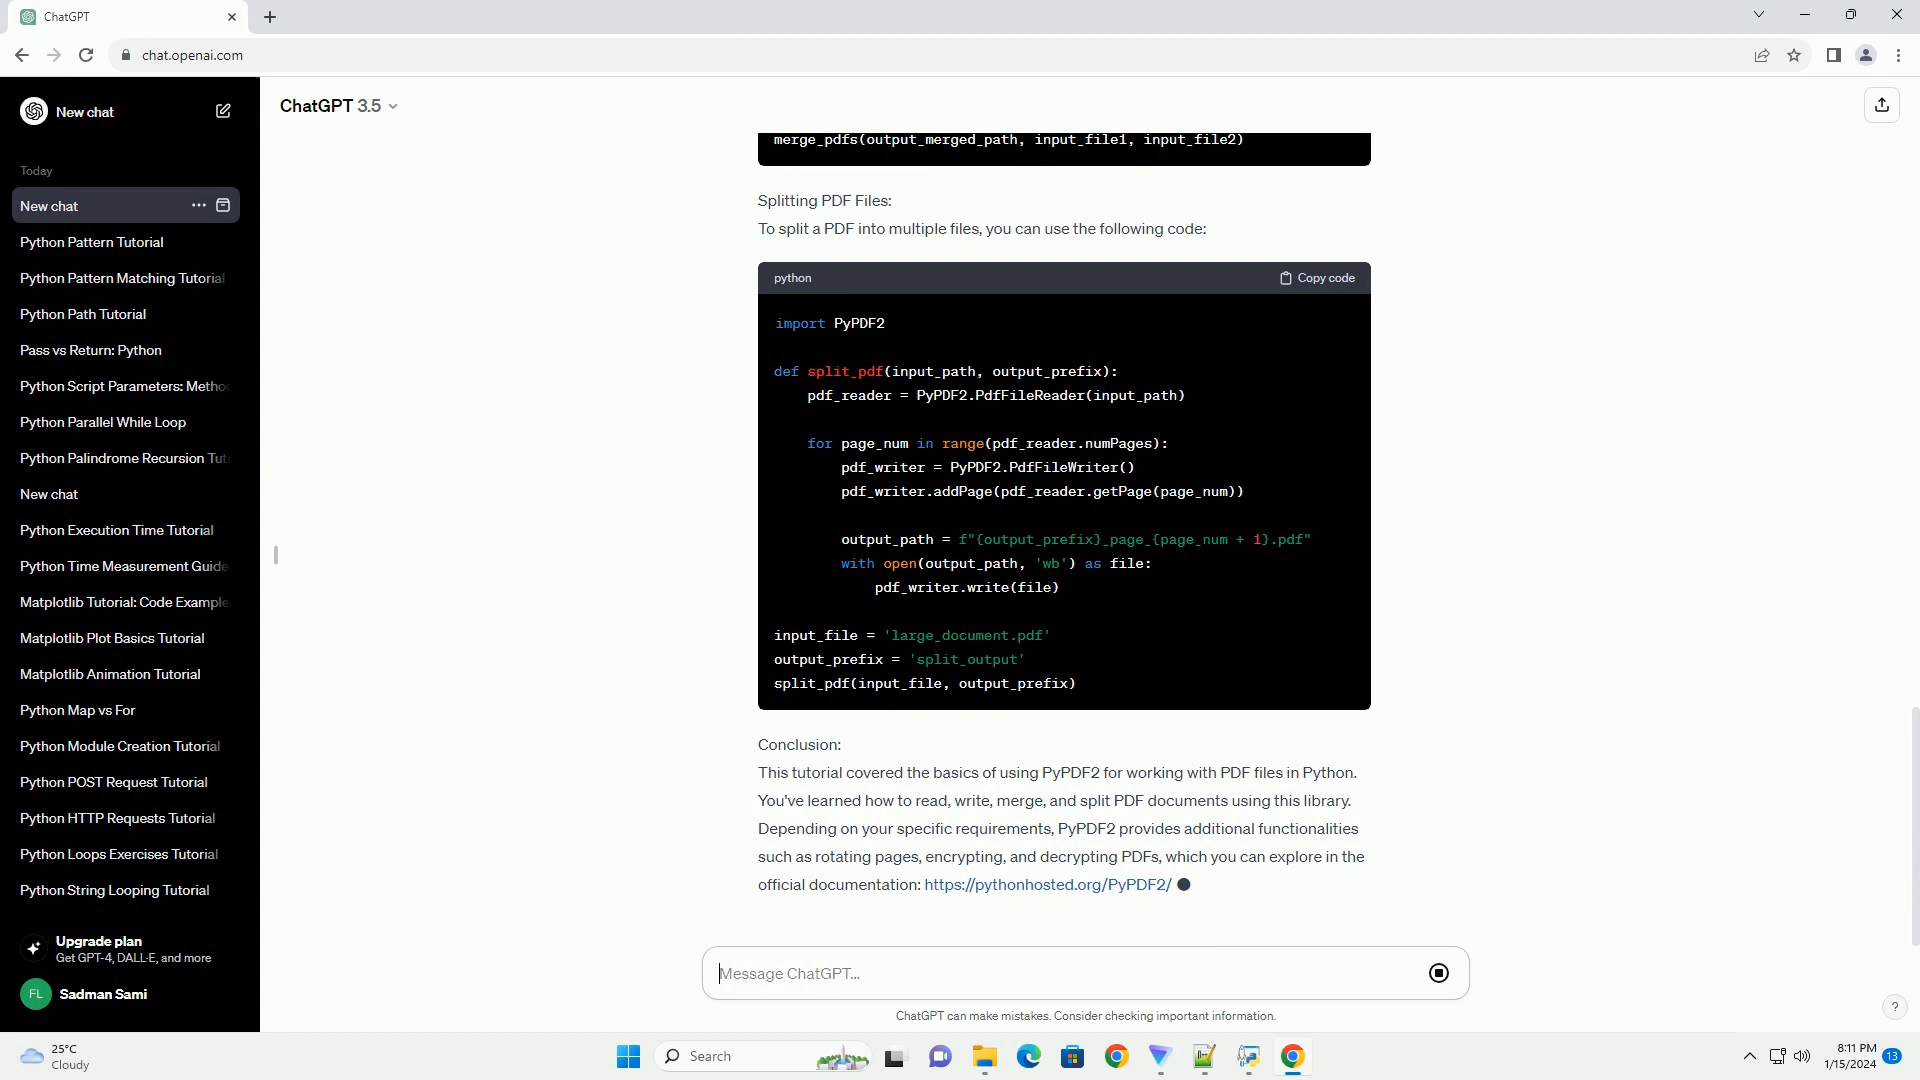 ChatGPT
chat.openai.com
New chat
ChatGPT 3.5
Today
New chat
Python Pattern Tutorial
Python Pattern Matching Tutorial
Python Path Tutorial
Pass vs Return: Python
Python Script Parameters: Metho
Python Parallel While Loop
Python Palindrome Recursion Tut
New chat
Python Execution Time Tutorial
Python Time Measurement Guide
Matplotlib Tutorial: Code Example
Matplotlib Plot Basics Tutorial
Matplotlib Animation Tutorial
Python Map vs For
Python Module Creation Tutorial
Python POST Request Tutorial
Python HTTP Requests Tutorial
Python Loops Exercises Tutorial
Python String Looping Tutorial
Upgrade plan
Get GPT-4, DALL·E, and more
FL Sadman Sami
merge_pdfs(output_merged_path, input_file1, input_file2)
Splitting PDF Files:
To split a PDF into multiple files, you can use the following code:
python Copy code
import PyPDF2
def split_pdf(input_path, output_prefix):
pdf_reader = PyPDF2.PdfFileReader(input_path)
for page_num in range(pdf_reader.numPages):
pdf_writer = PyPDF2.PdfFileWriter()
pdf_writer.addPage(pdf_reader.getPage(page_num))
output_path = f"{output_prefix}_page_{page_num + 1}.pdf"
with open(output_path, 'wb') as file:
pdf_writer.write(file)
input_file = 'large_document.pdf'
output_prefix = 'split_output'
split_pdf(input_file, output_prefix)
Conclusion:
This tutorial covered the basics of using PyPDF2 for working with PDF files in Python.
You've learned how to read, write, merge, and split PDF documents using this library.
Depending on your specific requirements, PyPDF2 provides additional functionalities
such as rotating pages, encrypting, and decrypting PDFs, which you can explore in the
official documentation: https://pythonhosted.org/PyPDF2/
Message ChatGPT...
ChatGPT can make mistakes. Consider checking important information.
?
25°C
Cloudy
Search
8:11 PM
1/15/2024
13